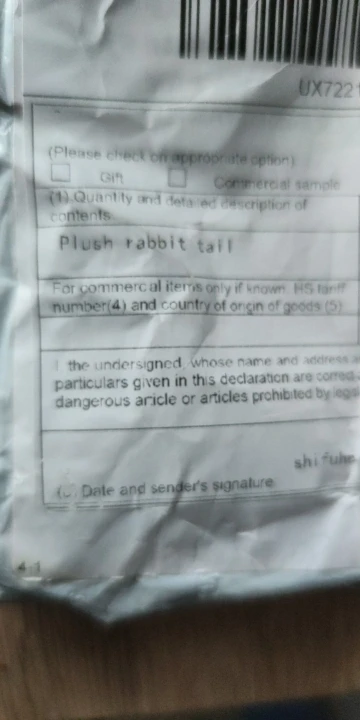 UX722
(Please check on appropriate option)
Gift Commercial sample
(1) Quantity and detailed description of
contents
Plush rabbit tail
For commercial items only if known, HS tariff
number(4) and country of origin of goods (5)
I the undersigned, whose name and address
particulars given in this declaration are correct
dangerous article or articles prohibited by
shifuhe
Date and sender's signature
4-1